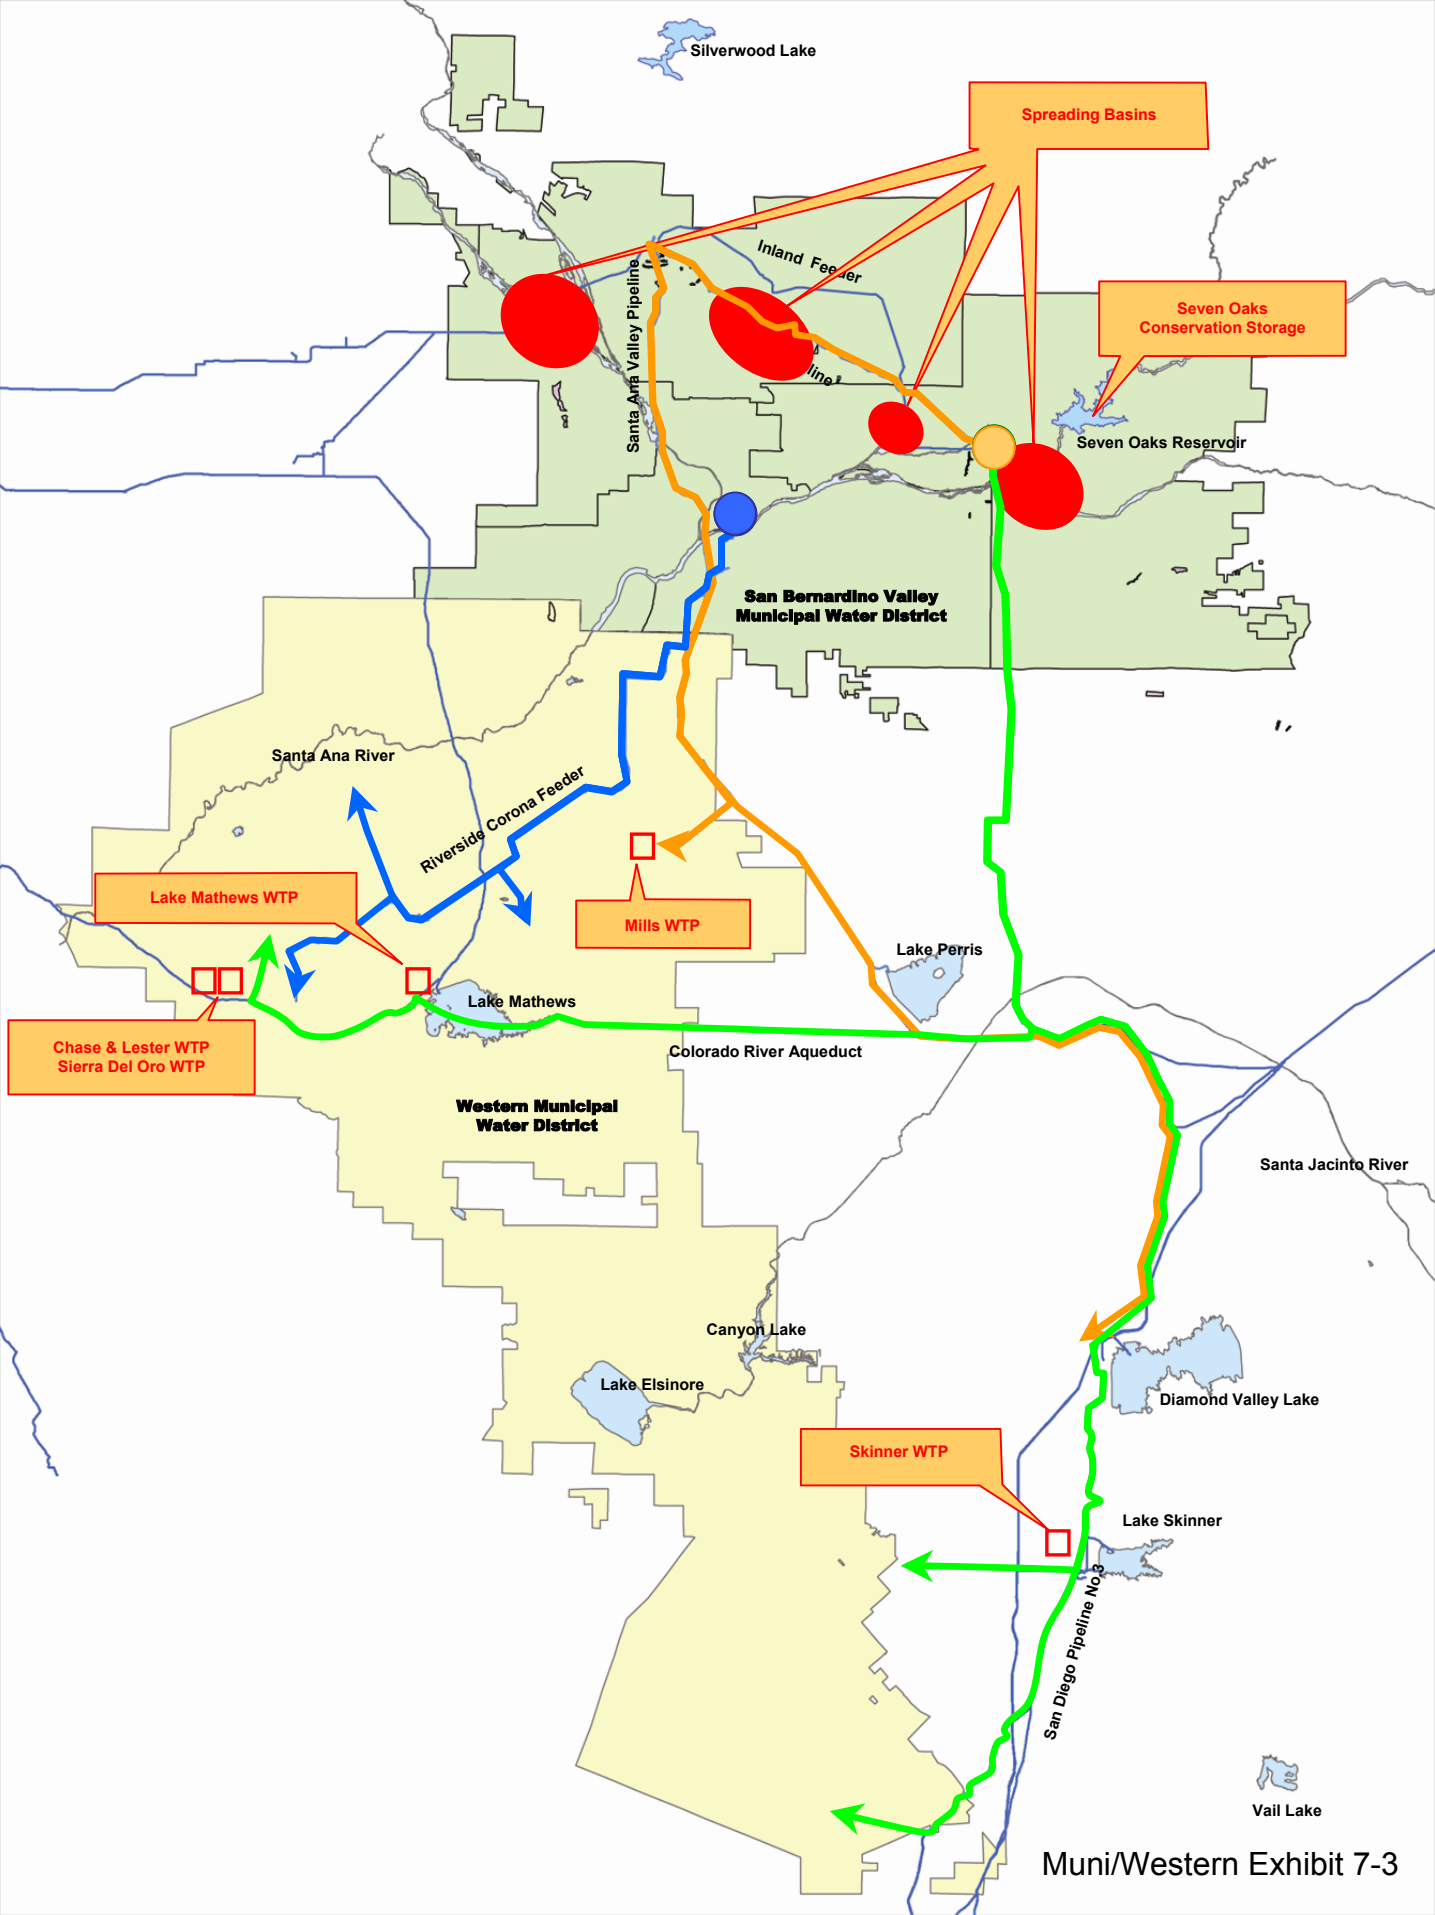 Silverwood Lake
Spreading Basins
Inland Feeder
Santa Ana Valley Pipeline
Seven Oaks
Conservation Storage
line
Seven Oaks Reservoir
San Bernardino Valley
Municipal Water District
Santa Ana River
Riverside Corona Feeder
Lake Mathews WTP
Mills WTP
Lake Perris
Lake Mathews
Chase & Lester WTP
Sierra Del Oro WTP
Colorado River Aqueduct
Western Municipal
Water District
Santa Jacinto River
Canyon Lake
Lake Elsinore
Diamond Valley Lake
Skinner WTP
Lake Skinner
San Diego Pipeline No.3
Vail Lake
Muni/Western Exhibit 7-3